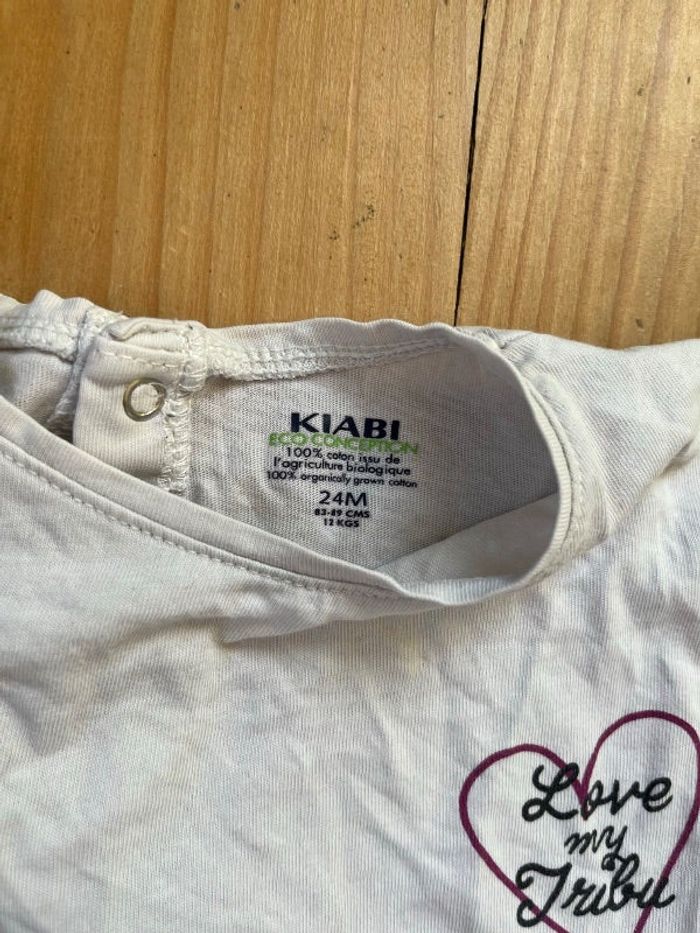 KIABI
ECO CONCEPTION
100% coton issu de
l'agriculture biologique
100% organically grown cotton
24M
83-89 CMS
12 KGS
Love
my
Tribu